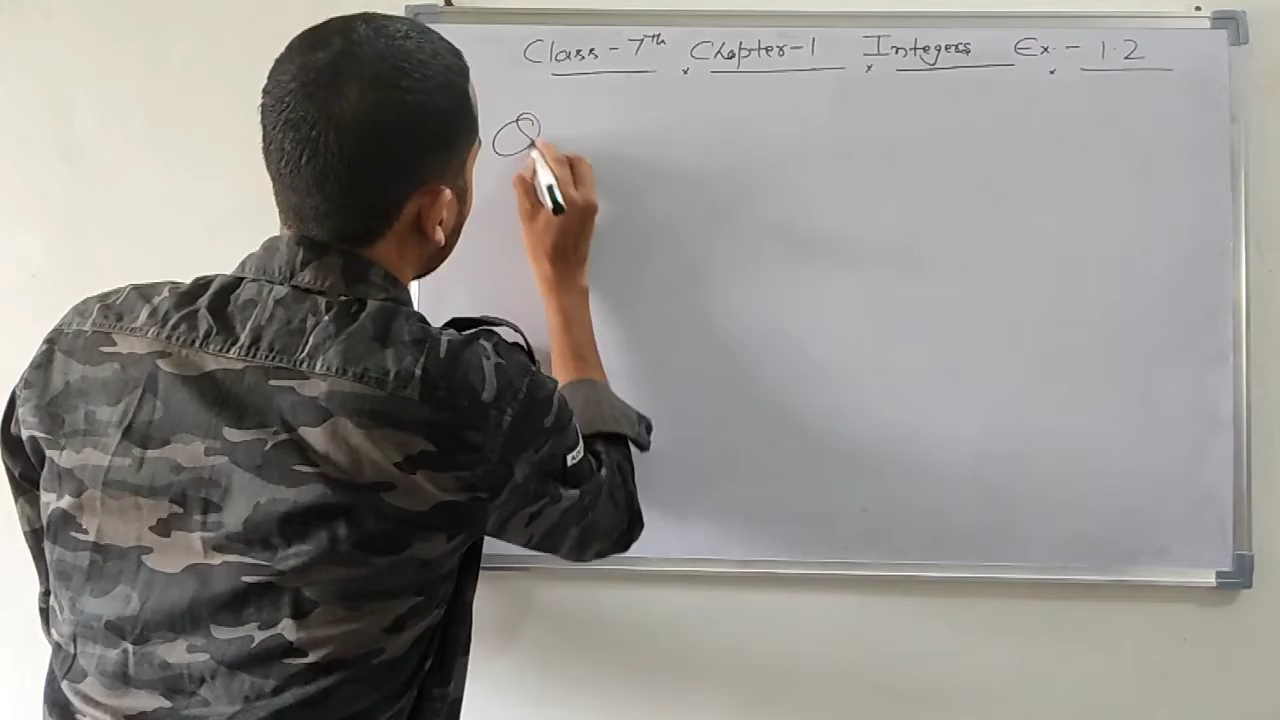 Class - 7th Chapter - 1 Integers Ex. - 1.2